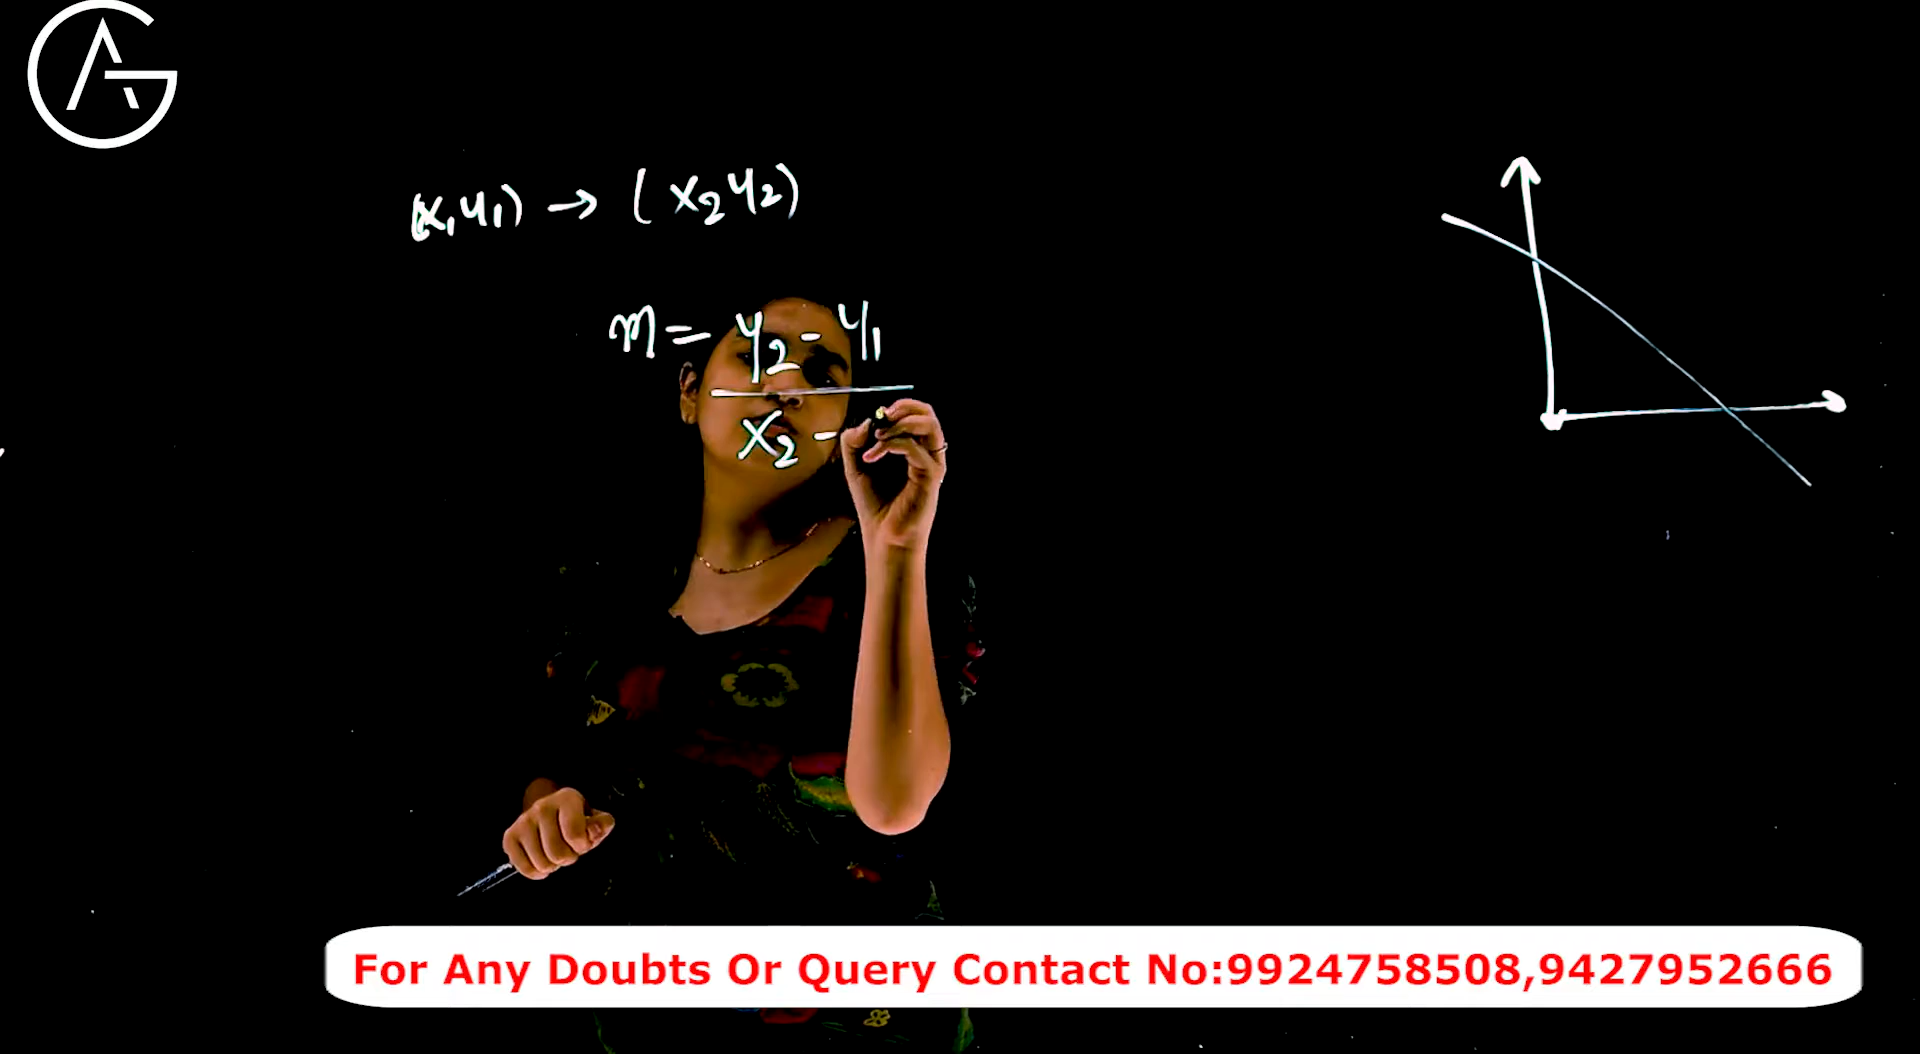 (x₁y₁) → (x₂y₂)
m = y₂ - y₁
x₂ -
For Any Doubts Or Query Contact No:9924758508,9427952666